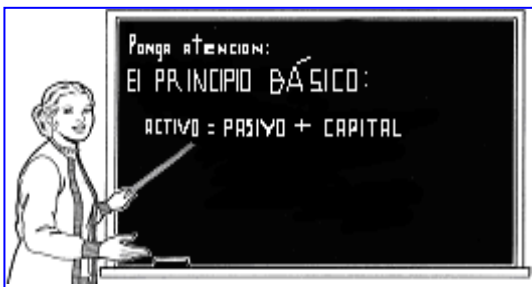 Ponga atencion:
El PRINCIPIO BÁSICO:
ACTIVO = PASIVO + CAPITAL